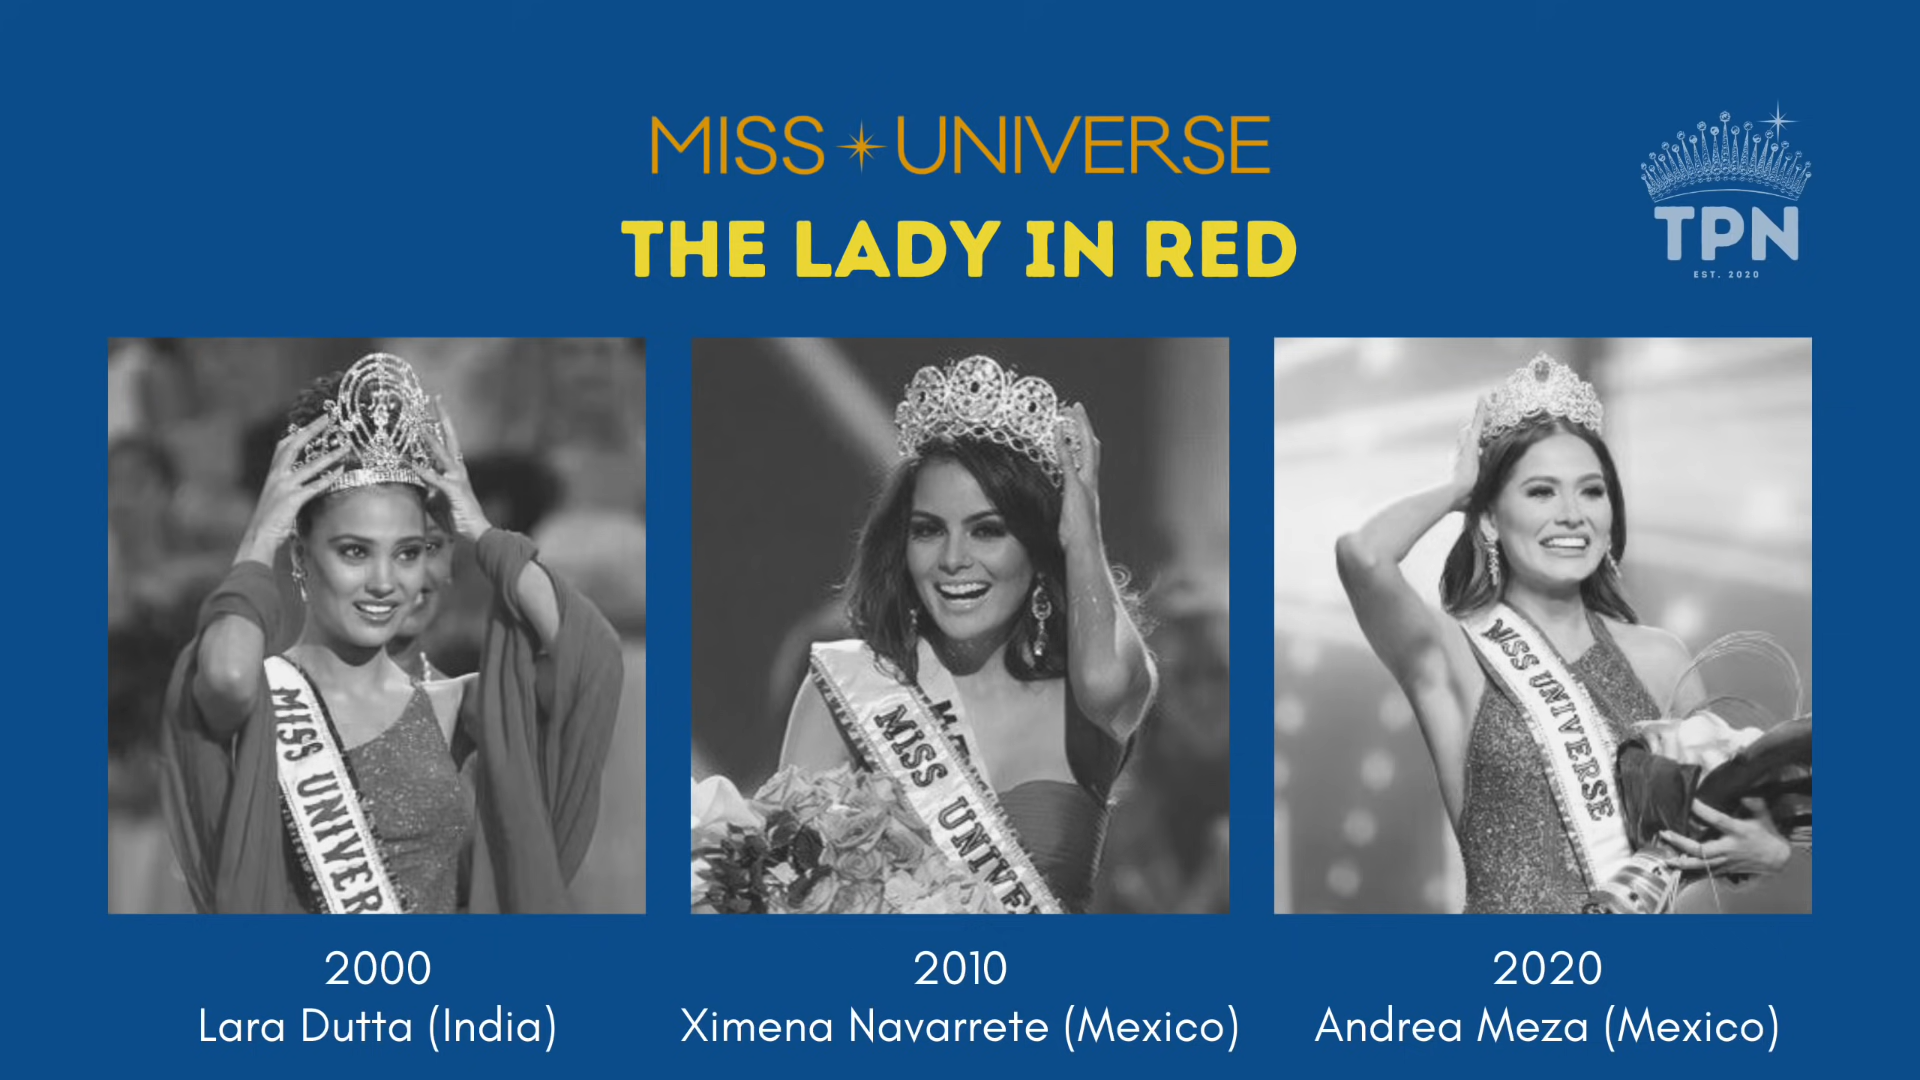 MISS UNIVERSE
THE LADY IN RED
TPN
EST. 2020
MISS UNIVER
MISS UNIVE
MISS UNIVERSE
2000
Lara Dutta (India)
2010
Ximena Navarrete (Mexico)
2020
Andrea Meza (Mexico)